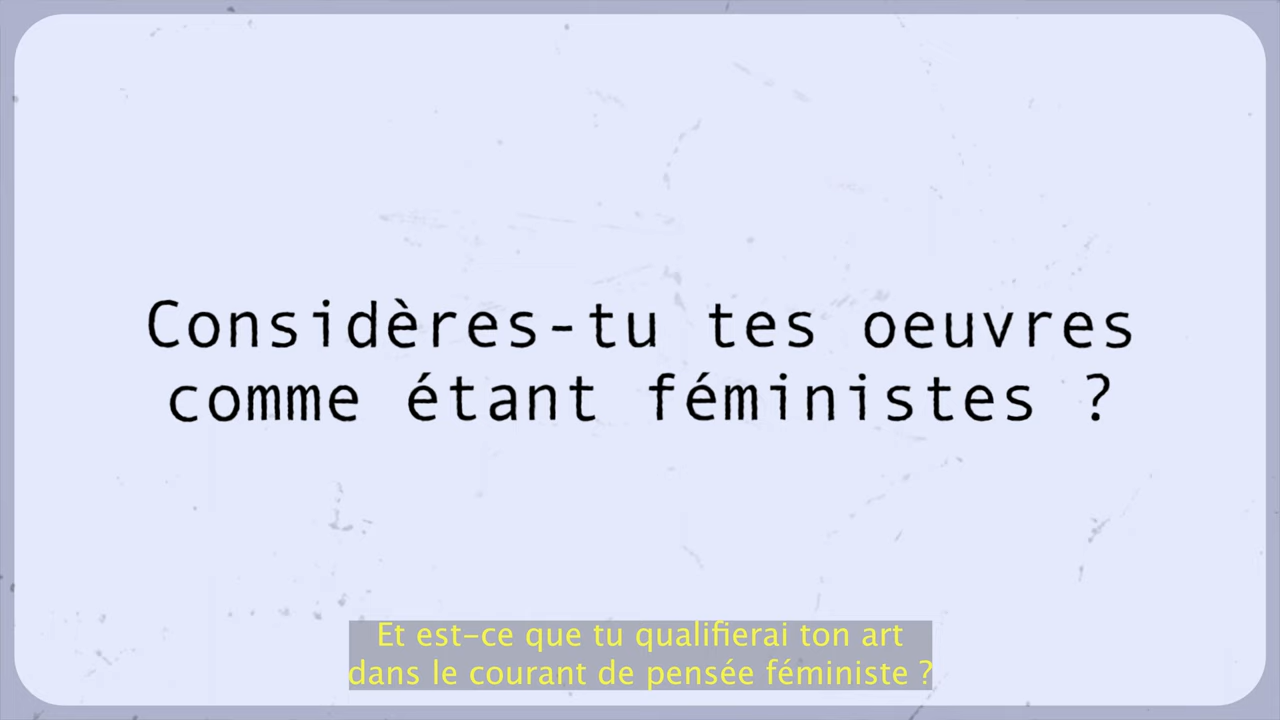 Considères-tu tes oeuvres
comme étant féministes ?
Et est-ce que tu qualifierai ton art
dans le courant de pensée féministe ?